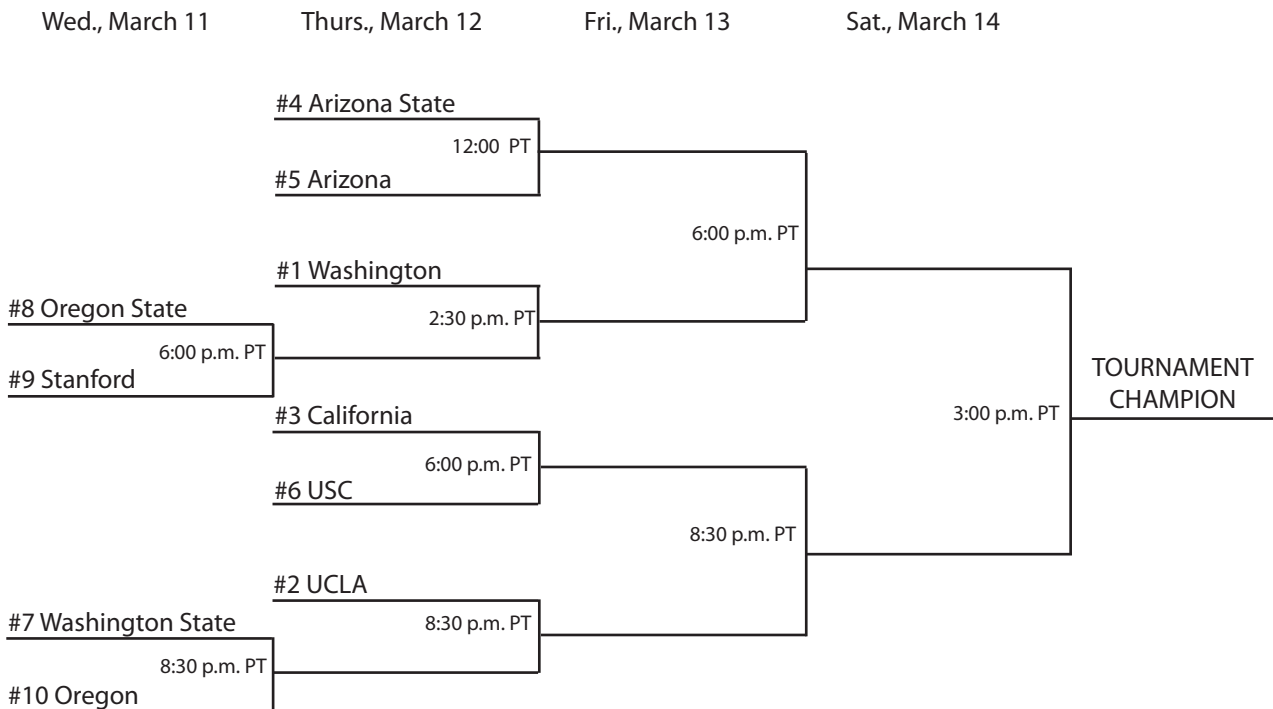 Wed., March 11 Thurs., March 12 Fri., March 13 Sat., March 14
#4 Arizona State
12:00 PT
#5 Arizona
6:00 p.m. PT
#1 Washington
#8 Oregon State
2:30 p.m. PT
6:00 p.m. PT
#9 Stanford
TOURNAMENT
CHAMPION
#3 California
3:00 p.m. PT
6:00 p.m. PT
#6 USC
8:30 p.m. PT
#2 UCLA
#7 Washington State
8:30 p.m. PT
8:30 p.m. PT
#10 Oregon